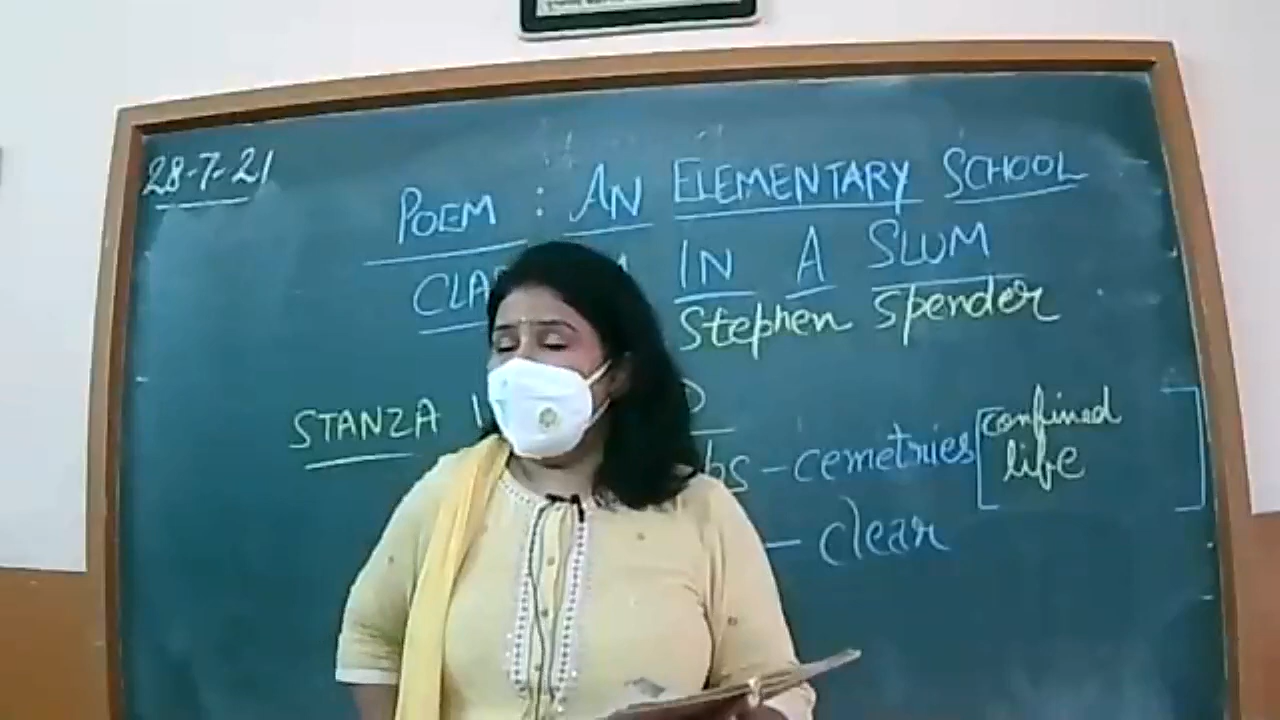 28-7-21
POEM : AN ELEMENTARY SCHOOL
IN A SLUM
Stephen Spender
STANZA
- cemetries [confined life]
- clear